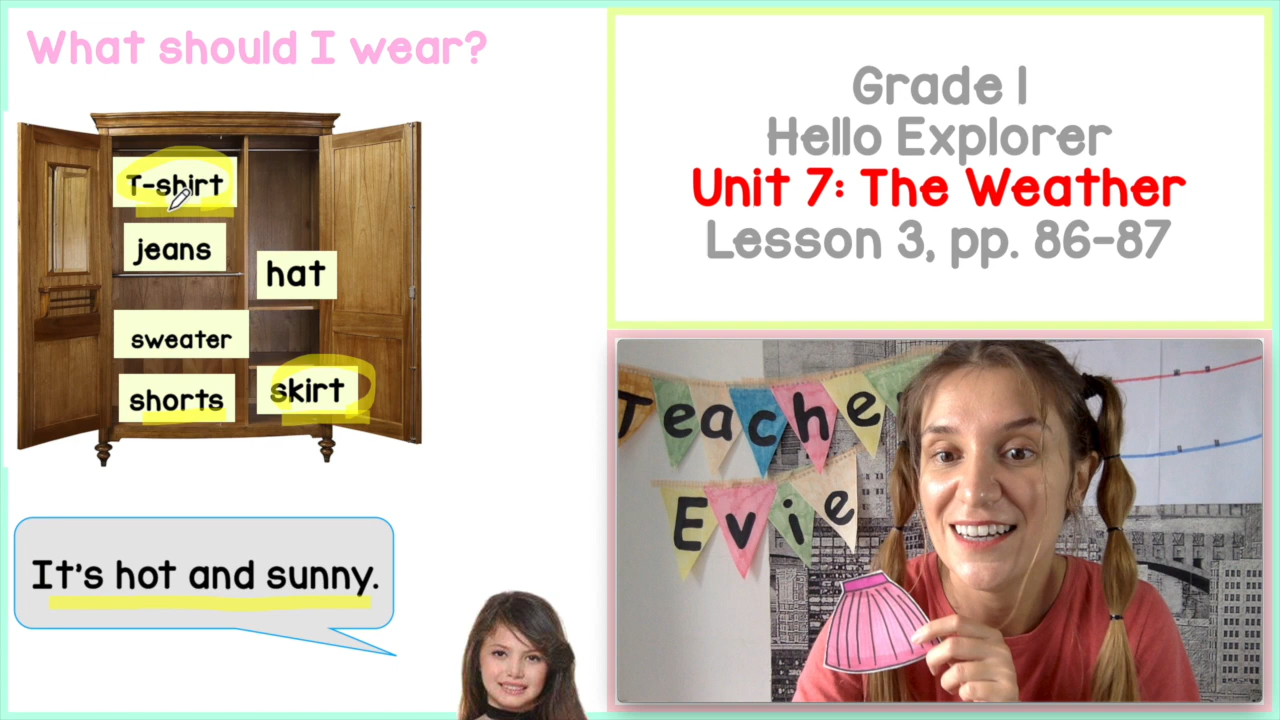 What should I wear?
T-shirt
jeans
hat
sweater
shorts
skirt
It's hot and sunny.
Grade 1
Hello Explorer
Unit 7: The Weather
Lesson 3, pp. 86-87
Teache
Evie